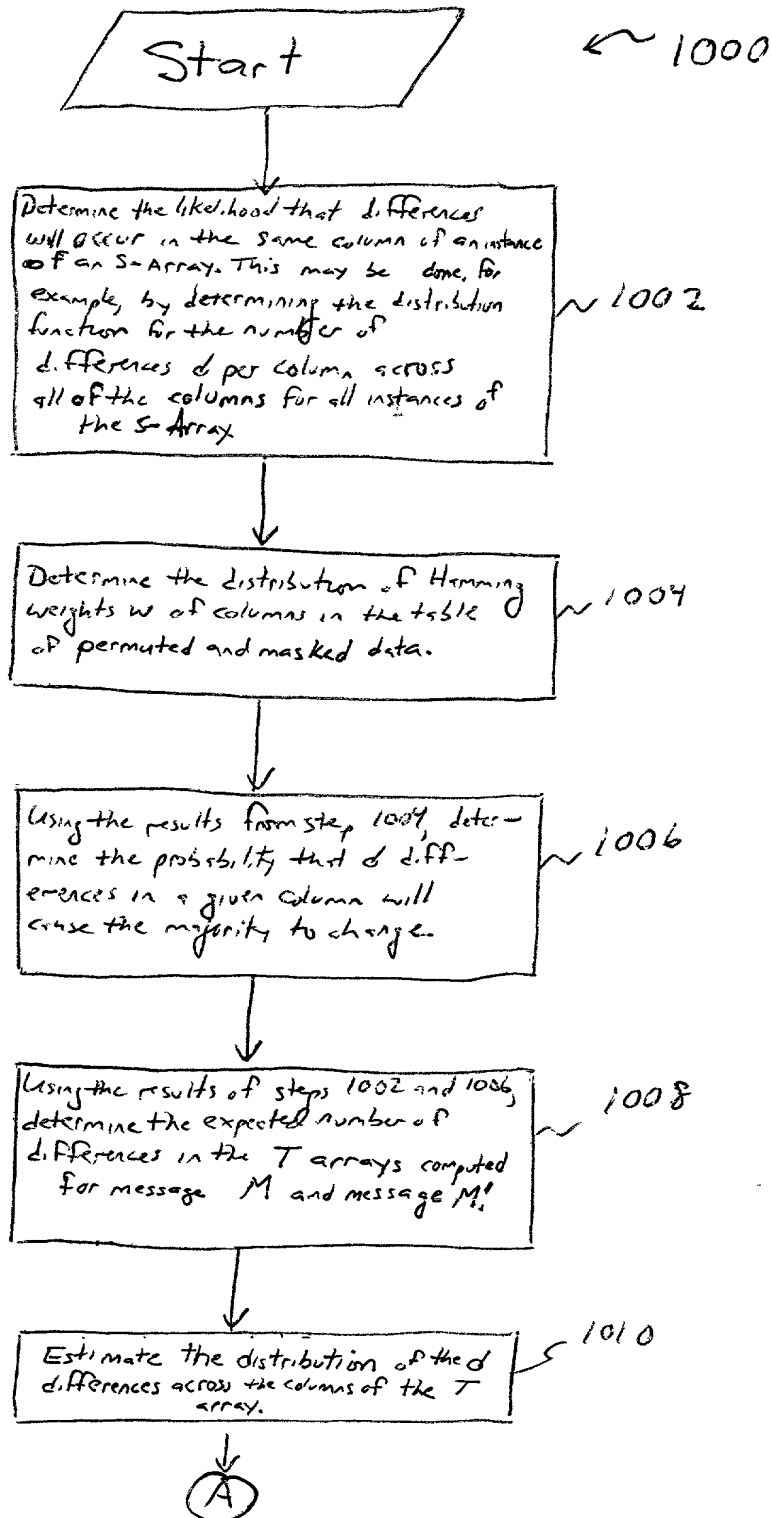 Start
1000
Determine the likelihood that differences
will occur in the same column of an instance
of an S-Array. This may be done, for
example, by determining the distribution
function for the number of
differences d per column across
all of the columns for all instances of
the S-Array.
1002
Determine the distribution of Hamming
weights w of columns in the table
of permuted and masked data.
1004
Using the results from step 1004, deter-
mine the probability that d diff-
erences in a given column will
cause the majority to change.
1006
Using the results of steps 1002 and 1006,
determine the expected number of
differences in the T arrays computed
for message M and message M'.
1008
Estimate the distribution of the d
differences across the columns of the T
array.
1010
A